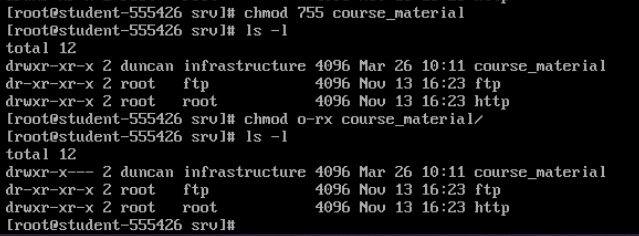 [root@student-555426 srv]# chmod 755 course_material
[root@student-555426 srv]# ls -l
total 12
drwxr-xr-x 2 duncan infrastructure 4096 Mar 26 10:11 course_material
dr-xr-xr-x 2 root   ftp            4096 Nov 13 16:23 ftp
drwxr-xr-x 2 root   root           4096 Nov 13 16:23 http
[root@student-555426 srv]# chmod o-rx course_material/
[root@student-555426 srv]# ls -l
total 12
drwxr-x--- 2 duncan infrastructure 4096 Mar 26 10:11 course_material
dr-xr-xr-x 2 root   ftp            4096 Nov 13 16:23 ftp
drwxr-xr-x 2 root   root           4096 Nov 13 16:23 http
[root@student-555426 srv]#